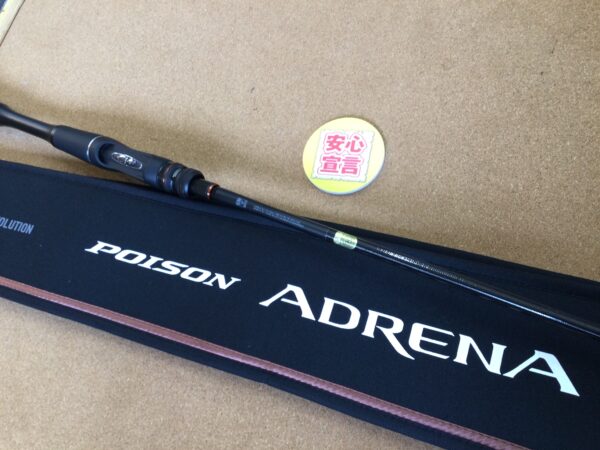 安心
宣言
OLUTION
POISON ADRENA